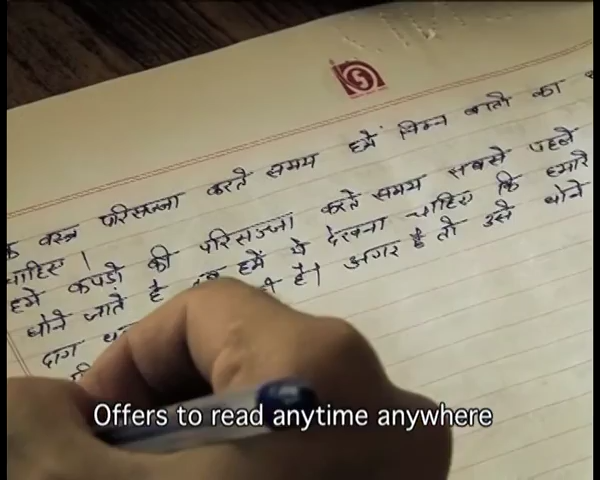 वस्त्र परिसज्जा करते समय हमें निम्न बातों का
चाहिए।
हमें कपड़ो की परिसज्जा करते समय सबसे पहले
धोने जाते है हमें ये देखना चाहिए कि हमारे
दाग है। अगर है तो उसे धोने
Offers to read anytime anywhere